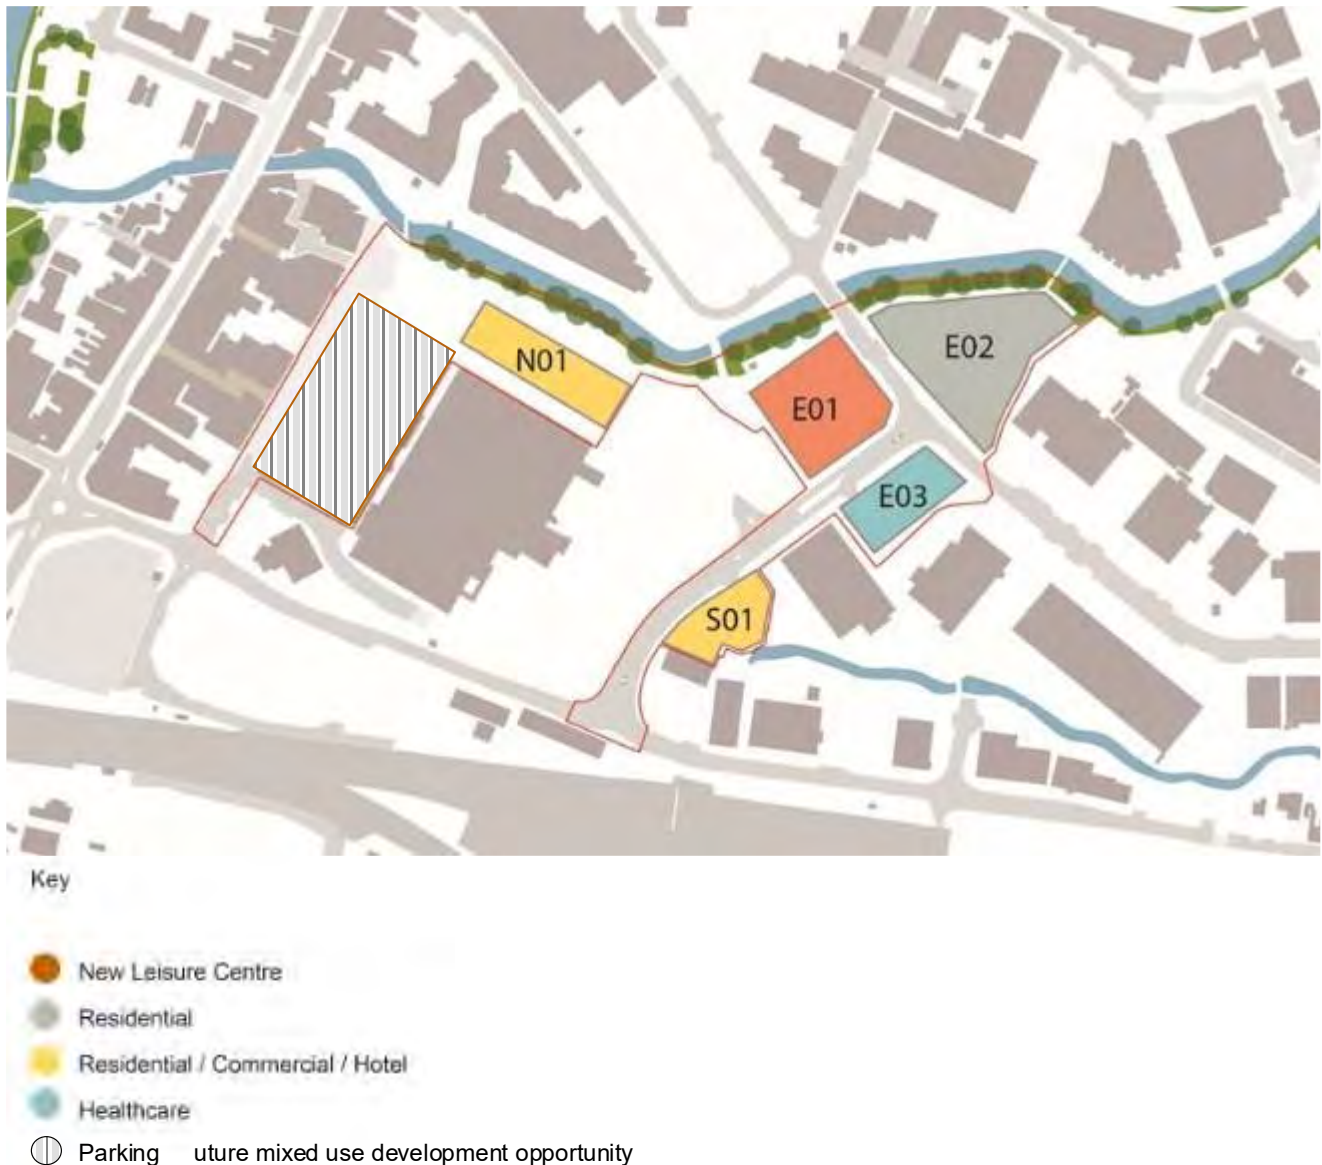 N01
E01
E02
E03
S01
Key
New Leisure Centre
Residential
Residential / Commercial / Hotel
Healthcare
Parking uture mixed use development opportunity